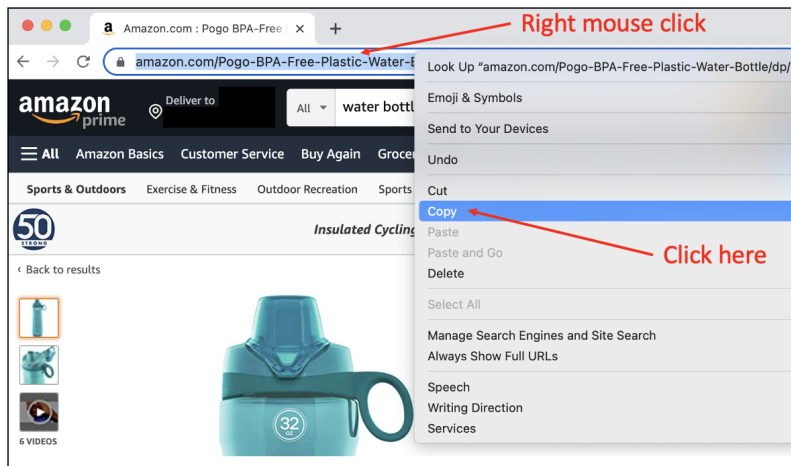 Right mouse click
Amazon.com : Pogo BPA-Free
amazon.com/Pogo-BPA-Free-Plastic-Water-B
Look Up “amazon.com/Pogo-BPA-Free-Plastic-Water-Bottle/dp/
Emoji & Symbols
Send to Your Devices
Undo
Cut
Copy
Paste
Paste and Go
Delete
Select All
Manage Search Engines and Site Search
Always Show Full URLs
Speech
Writing Direction
Services
Click here
amazon
prime
Deliver to
All
water bottl
All Amazon Basics Customer Service Buy Again Grocer
Sports & Outdoors Exercise & Fitness Outdoor Recreation Sports
50
STRONG
Insulated Cycling
‹ Back to results
32
OZ
6 VIDEOS